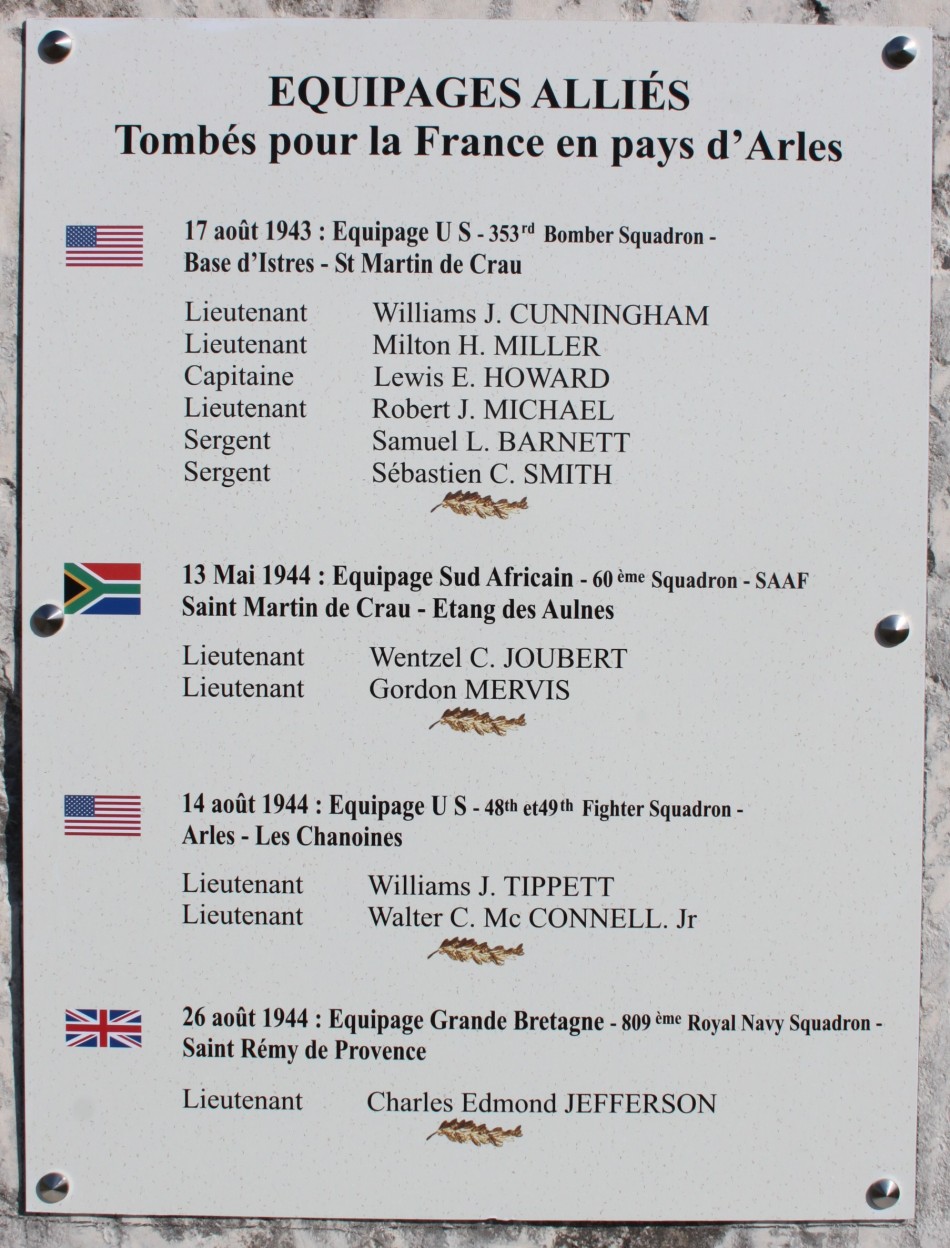 EQUIPAGES ALLIÉS
Tombés pour la France en pays d'Arles
17 août 1943 : Equipage U S - 353rd Bomber Squadron -
Base d'Istres - St Martin de Crau
Lieutenant Williams J. CUNNINGHAM
Lieutenant Milton H. MILLER
Capitaine Lewis E. HOWARD
Lieutenant Robert J. MICHAEL
Sergent Samuel L. BARNETT
Sergent Sébastien C. SMITH
13 Mai 1944 : Equipage Sud Africain - 60 ème Squadron - SAAF
Saint Martin de Crau - Etang des Aulnes
Lieutenant Wentzel C. JOUBERT
Lieutenant Gordon MERVIS
14 août 1944 : Equipage U S - 48th et49th Fighter Squadron -
Arles - Les Chanoines
Lieutenant Williams J. TIPPETT
Lieutenant Walter C. Mc CONNELL. Jr
26 août 1944 : Equipage Grande Bretagne - 809 ème Royal Navy Squadron -
Saint Rémy de Provence
Lieutenant Charles Edmond JEFFERSON